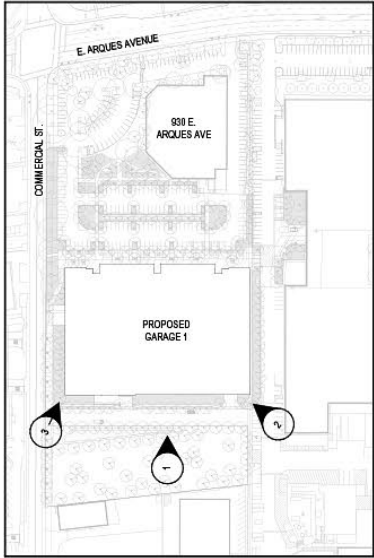 E. ARQUES AVENUE
COMMERCIAL ST.
930 E.
ARQUES AVE
PROPOSED
GARAGE 1
3
1
2